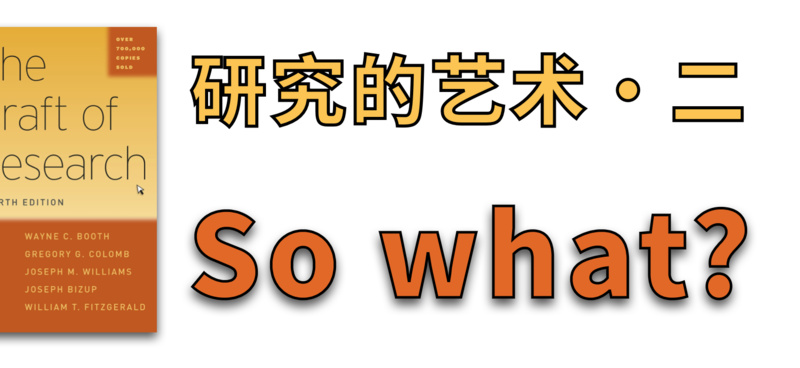 OVER
700,000
COPIES
SOLD
he
raft of
esearch
RTH EDITION
WAYNE C. BOOTH
GREGORY G. COLOMB
JOSEPH M. WILLIAMS
JOSEPH BIZUP
WILLIAM T. FITZGERALD
研究的艺术·二
So what?